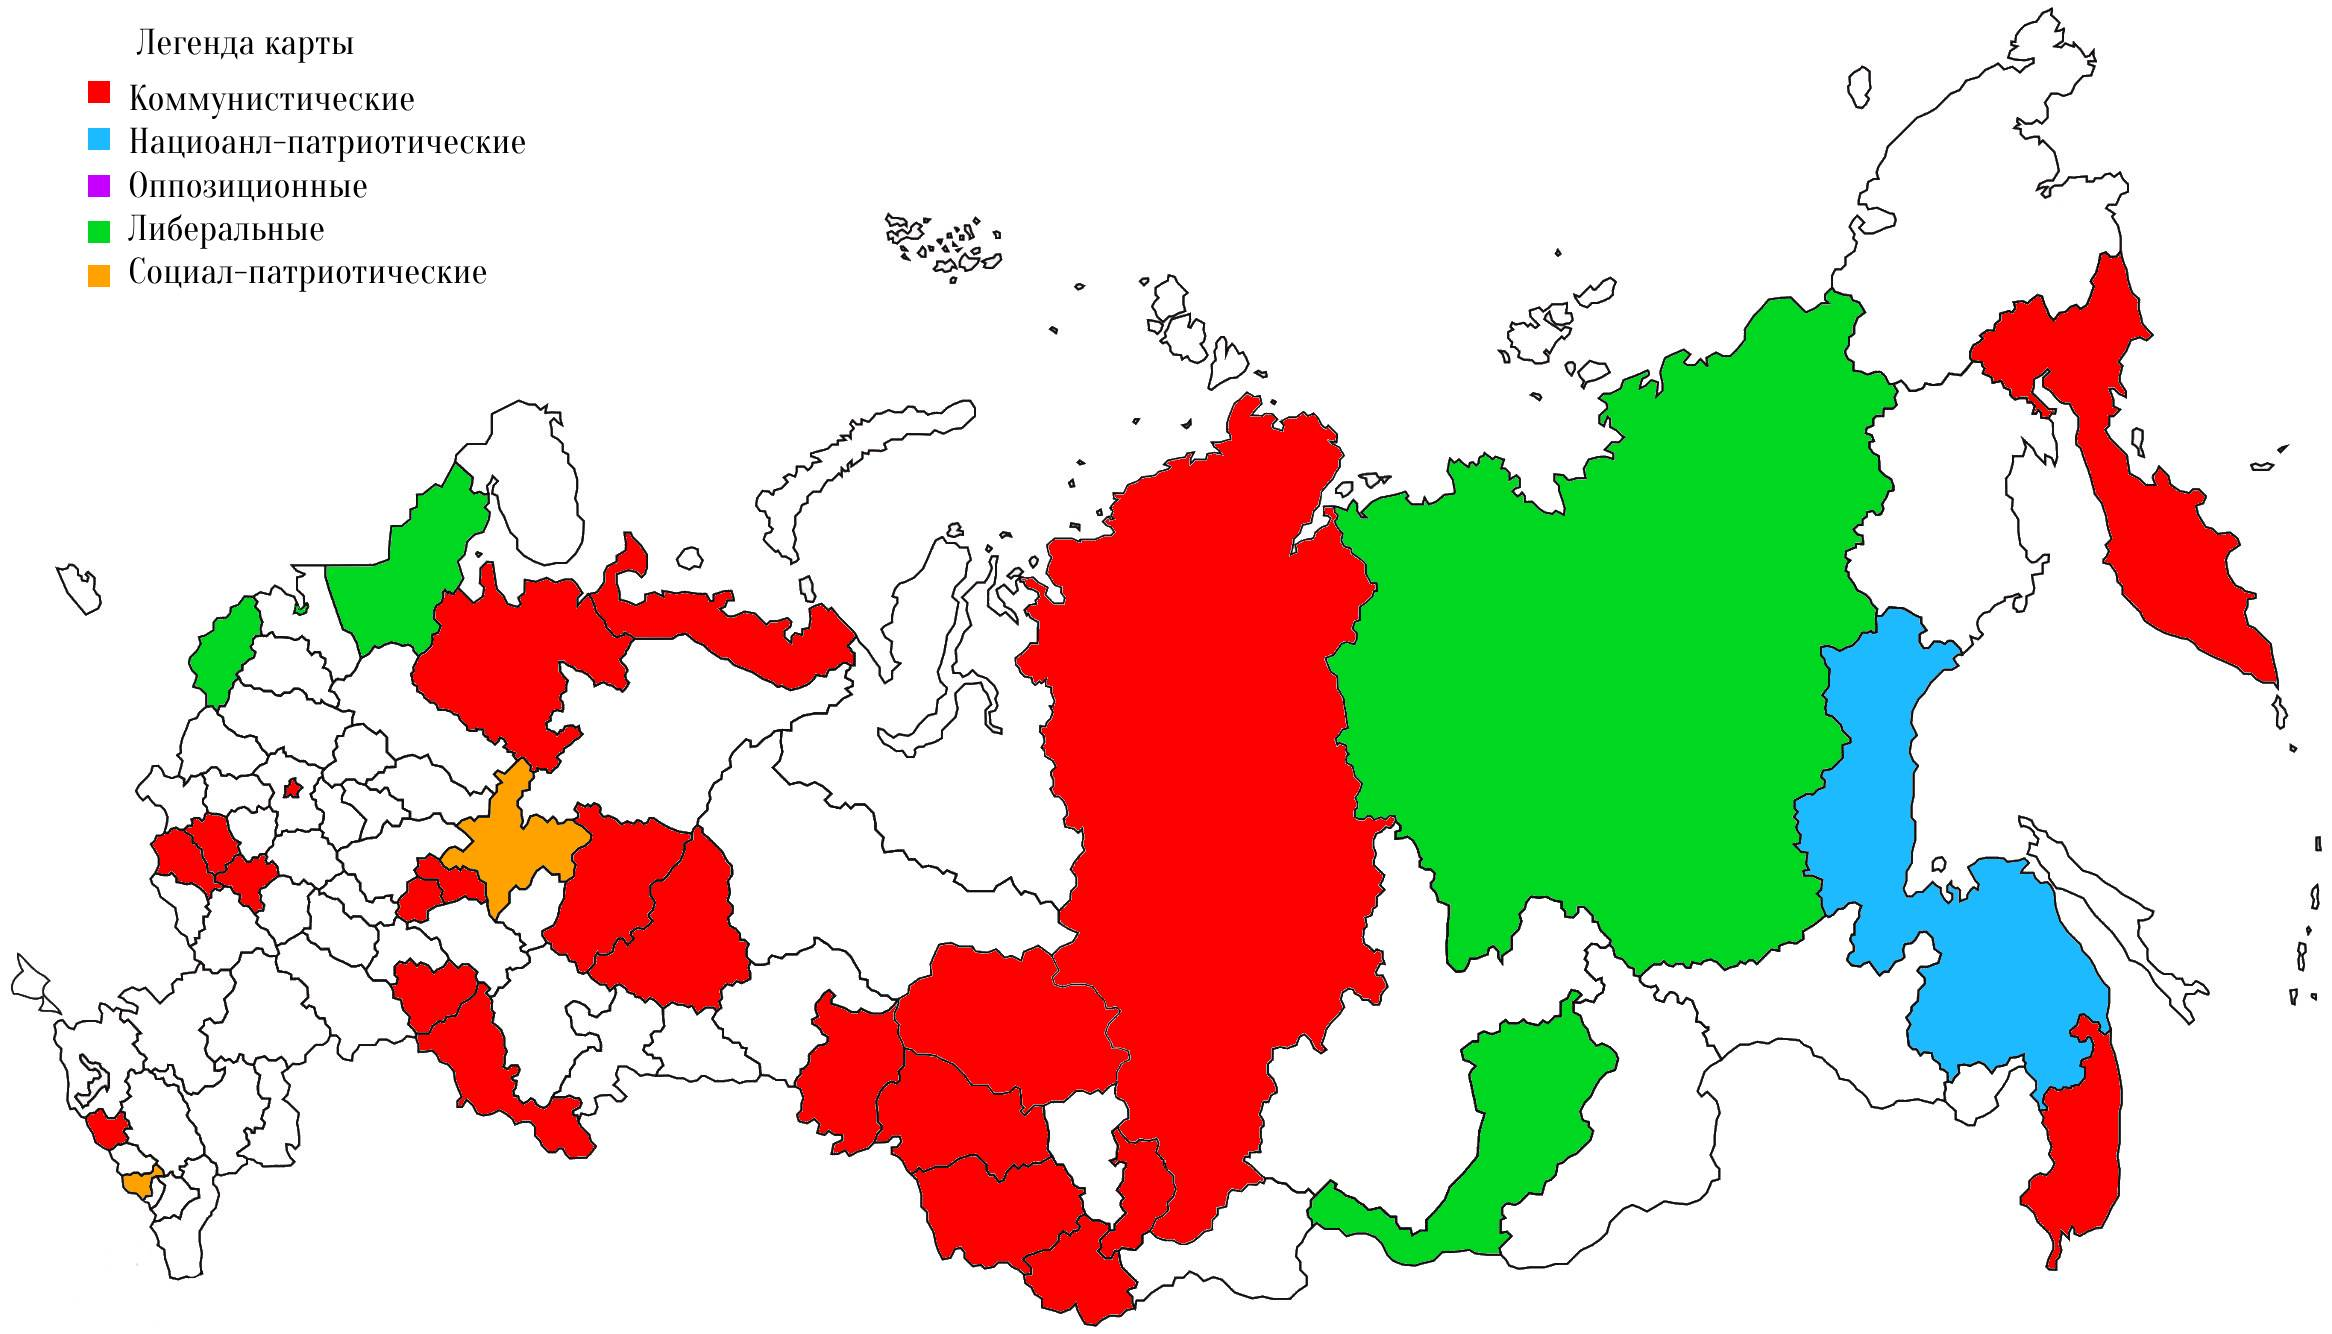 Легенда карты
Коммунистические
Нациоанл-патриотические
Оппозиционные
Либеральные
Социал-патриотические